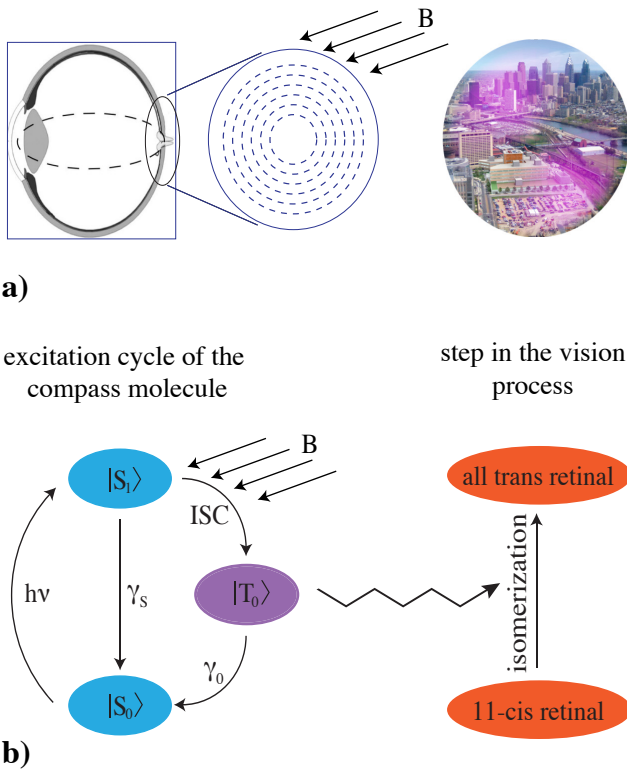 B
a)
excitation cycle of the
compass molecule
step in the vision
process
|S₁⟩
B
ISC
all trans retinal
hν
γₛ
|T₀⟩
isomerization
γ₀
|S₀⟩
11-cis retinal
b)